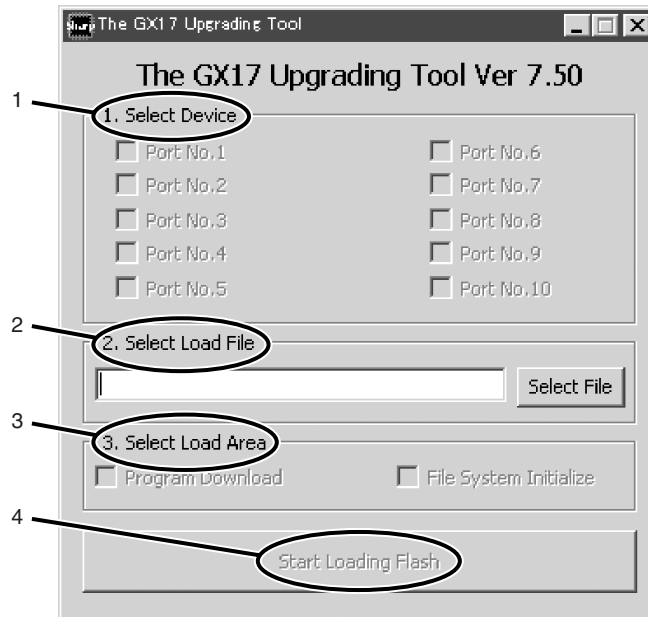 sharp The GX17 Upgrading Tool
The GX17 Upgrading Tool Ver 7.50
1
1. Select Device
Port No.1
Port No.6
Port No.2
Port No.7
Port No.3
Port No.8
Port No.4
Port No.9
Port No.5
Port No.10
2
2. Select Load File
Select File
3
3. Select Load Area
Program Download
File System Initialize
4
Start Loading Flash